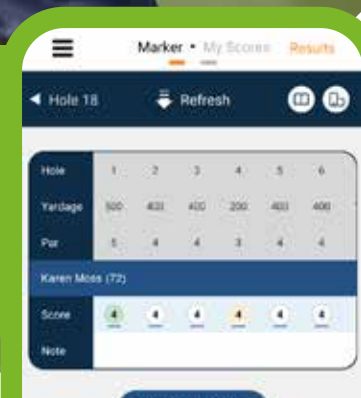 Marker • My Scores Results
Hole 18 Refresh
Hole 1 2 3 4 5 6
Yardage 500 400 400 200 400 400
Par 5 4 4 3 4 4
Karen Moss (72)
Score 4 4 4 4 4 4
Note